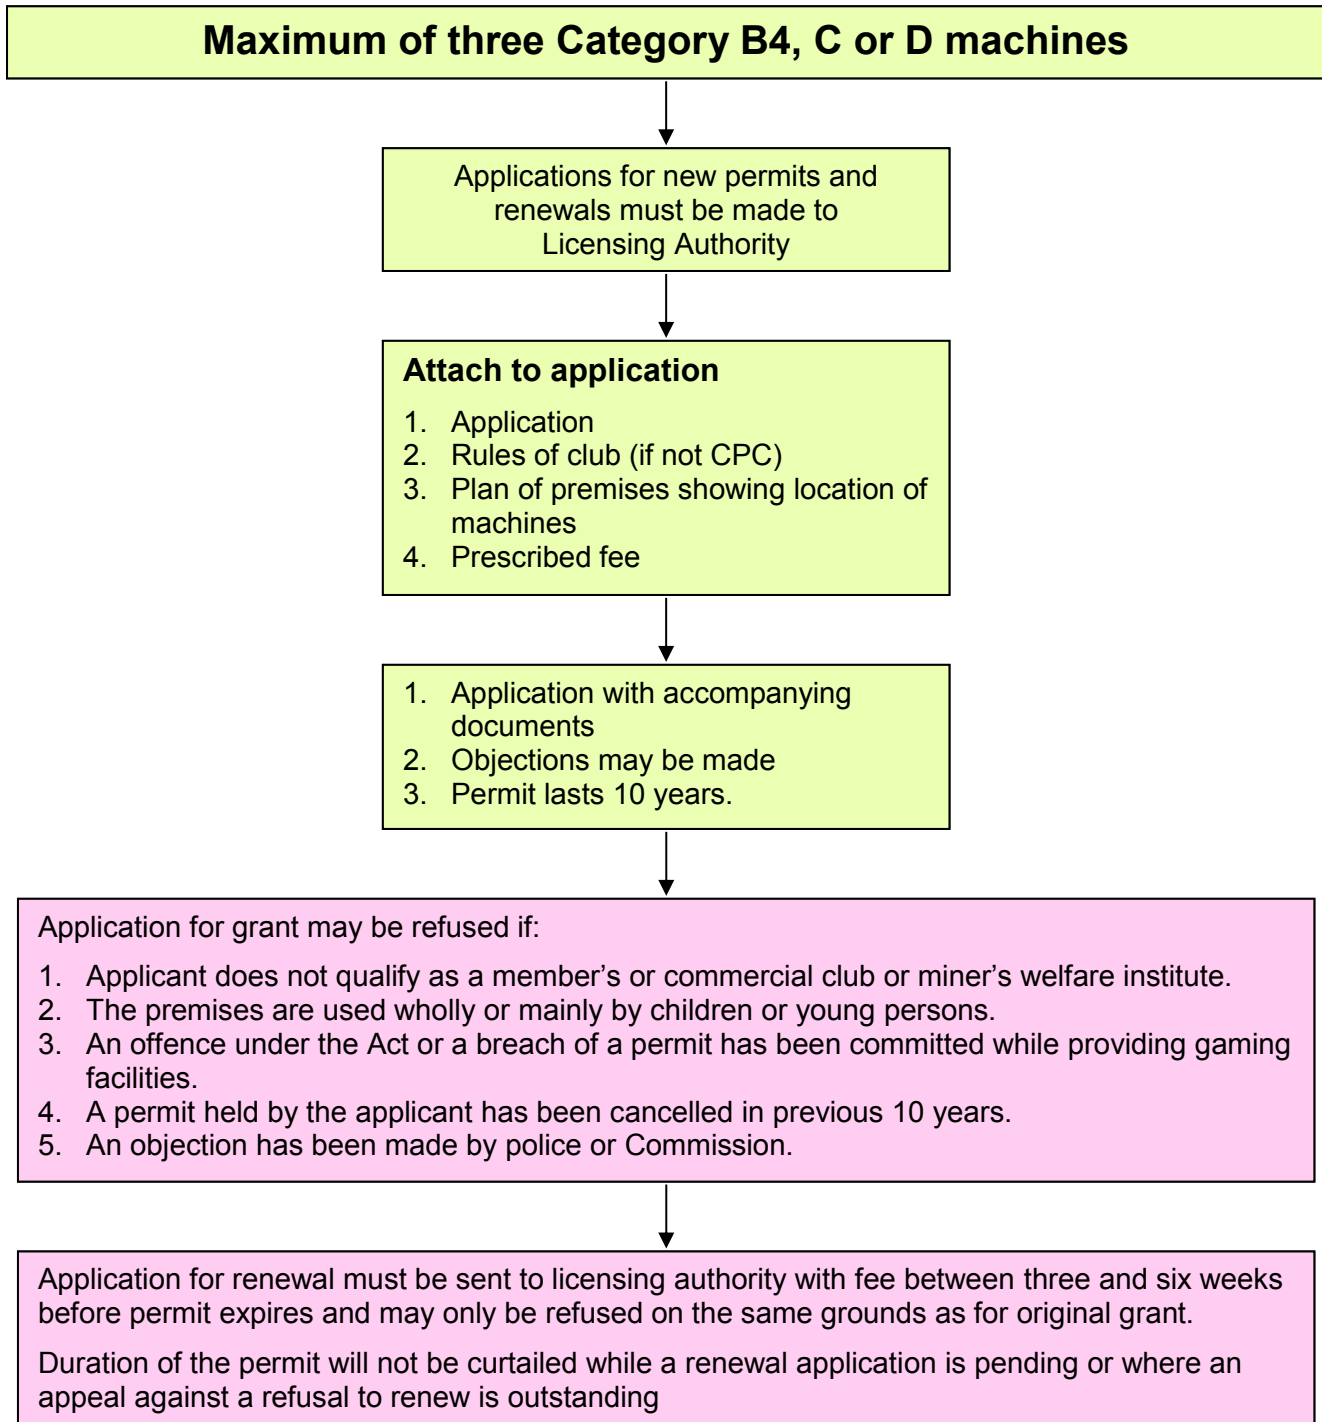 Maximum of three Category B4, C or D machines
Applications for new permits and
renewals must be made to
Licensing Authority
Attach to application
1. Application
2. Rules of club (if not CPC)
3. Plan of premises showing location of
machines
4. Prescribed fee
1. Application with accompanying
documents
2. Objections may be made
3. Permit lasts 10 years.
Application for grant may be refused if:
1. Applicant does not qualify as a member’s or commercial club or miner’s welfare institute.
2. The premises are used wholly or mainly by children or young persons.
3. An offence under the Act or a breach of a permit has been committed while providing gaming
facilities.
4. A permit held by the applicant has been cancelled in previous 10 years.
5. An objection has been made by police or Commission.
Application for renewal must be sent to licensing authority with fee between three and six weeks
before permit expires and may only be refused on the same grounds as for original grant.
Duration of the permit will not be curtailed while a renewal application is pending or where an
appeal against a refusal to renew is outstanding